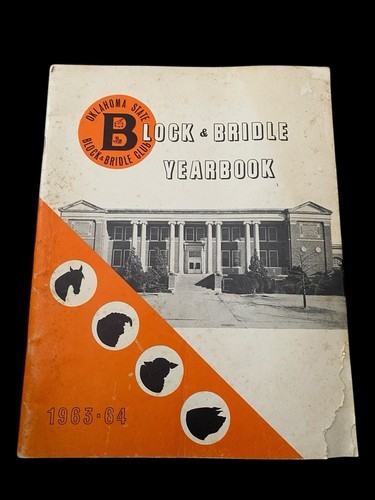 OKLAHOMA STATE
BLOCK & BRIDLE CLUB
BLOCK & BRIDLE
YEARBOOK
1963-64